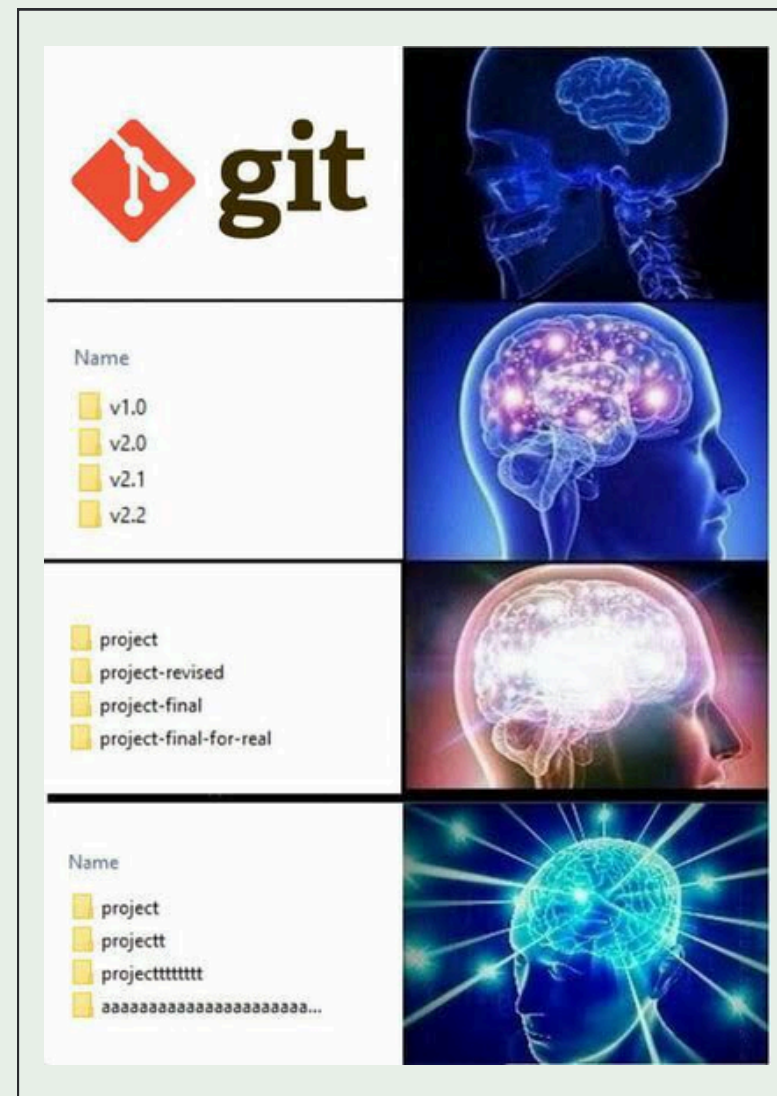 git
Name
v1.0
v2.0
v2.1
v2.2
project
project-revised
project-final
project-final-for-real
Name
project
projectt
projectttttttt
aaaaaaaaaaaaaaaaaaaaaa...